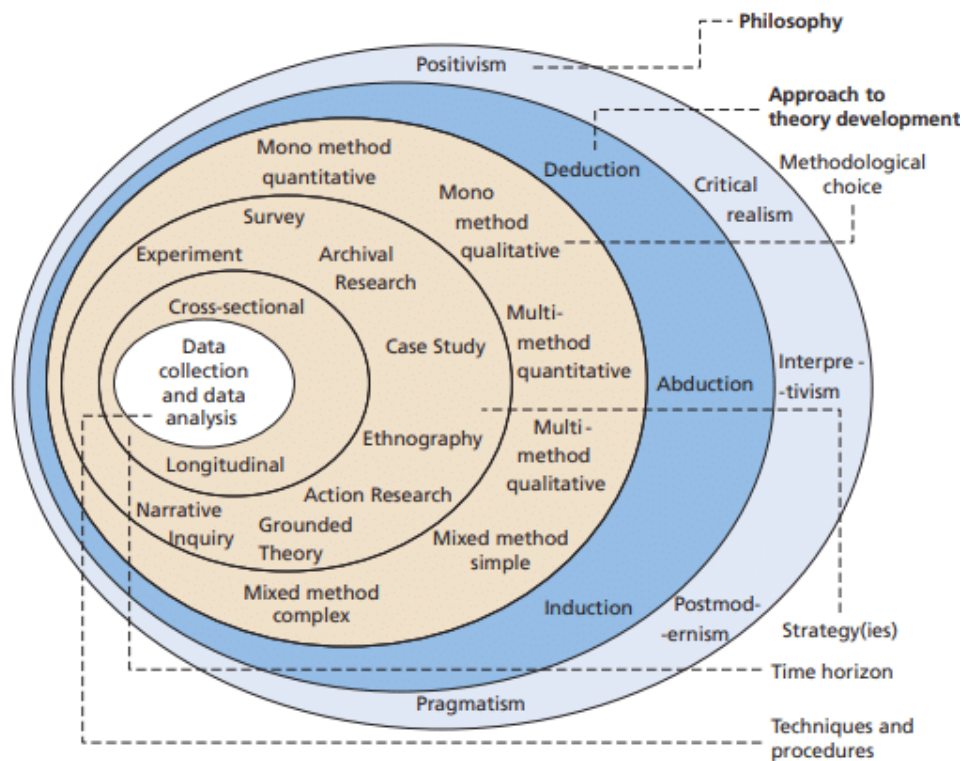 Philosophy
Positivism
Approach to
theory development
Mono method
quantitative
Deduction
Methodological
choice
Mono
method
qualitative
Critical
realism
Survey
Experiment
Archival
Research
Cross-sectional
Multi-
method
quantitative
Data
collection
and data
analysis
Case Study
Interpre-
-tivism
Abduction
Ethnography
Multi-
method
qualitative
Longitudinal
Action Research
Narrative
Inquiry
Grounded
Theory
Mixed method
simple
Mixed method
complex
Induction
Postmod-
-ernism
Strategy(ies)
Time horizon
Pragmatism
Techniques and
procedures